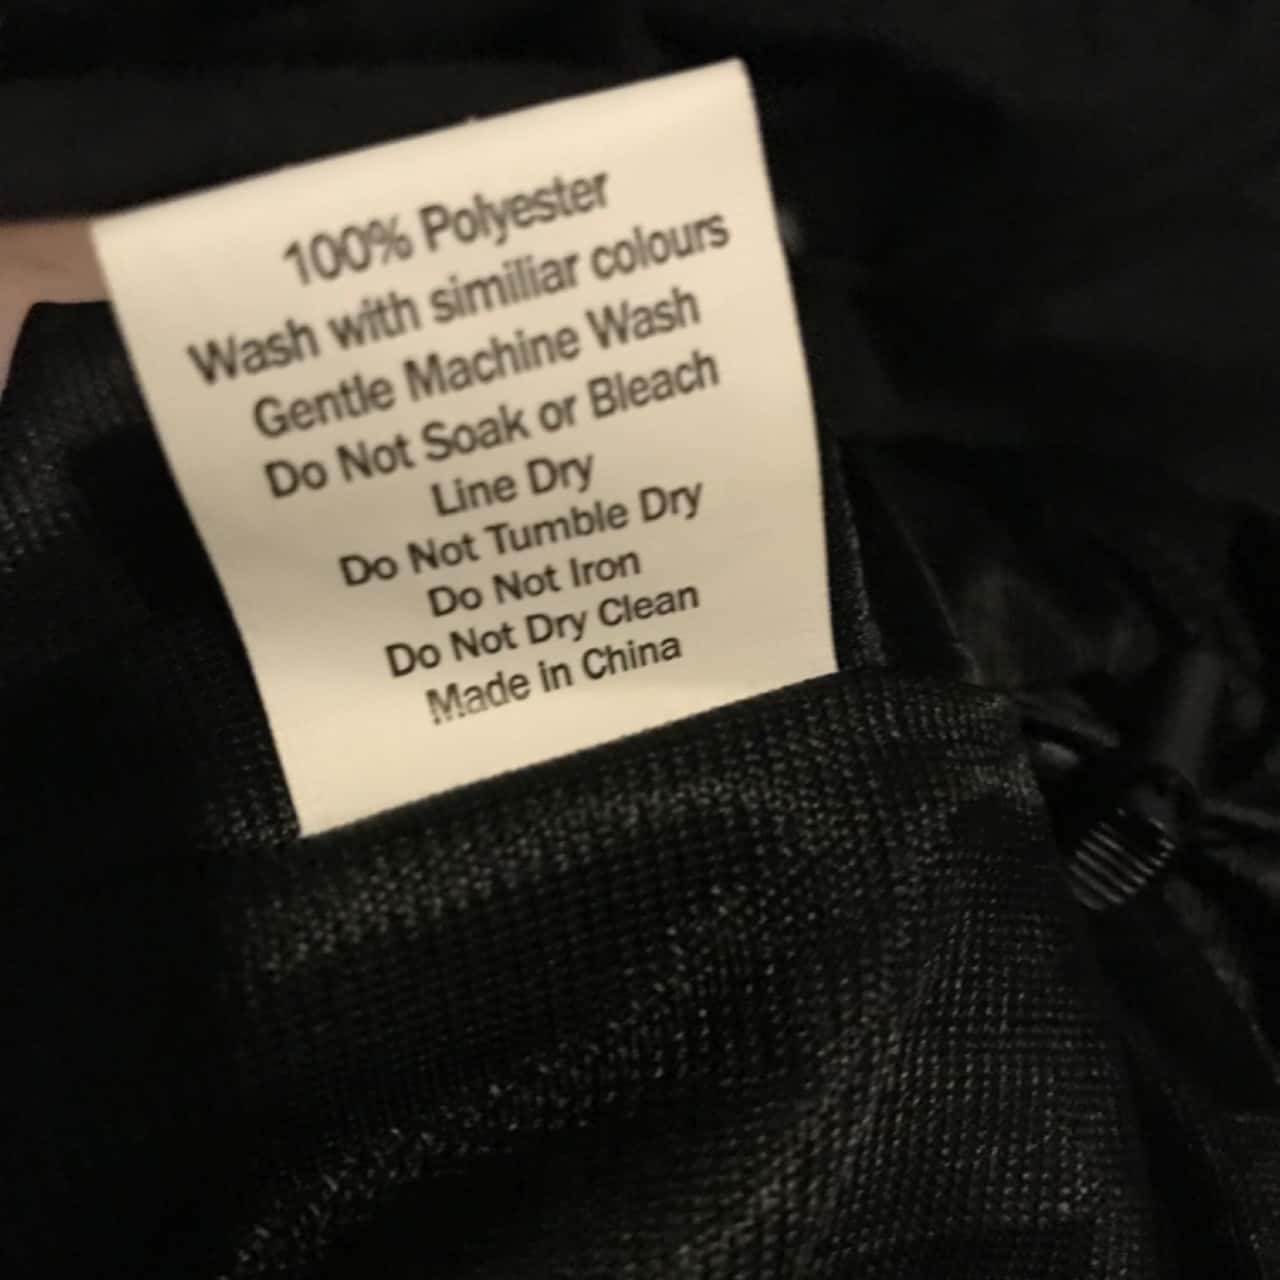 100% Polyester
Wash with similiar colours
Gentle Machine Wash
Do Not Soak or Bleach
Line Dry
Do Not Tumble Dry
Do Not Iron
Do Not Dry Clean
Made in China